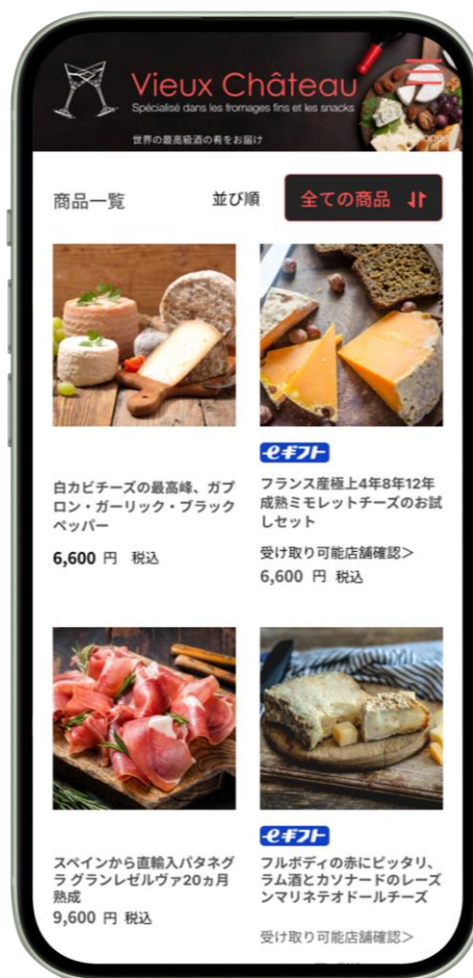 Vieux Château
Spécialisé dans les fromages fins et les snacks
世界の最高級酒の肴をお届け
商品一覧
並び順
全ての商品
白カビチーズの最高峰、ガプ
ロン・ガーリック・ブラック
ペッパー
6,600 円 税込
eギフト
フランス産極上4年8年12年
成熟ミモレットチーズのお試
しセット
受け取り可能店舗確認＞
6,600 円 税込
スペインから直輸入パタネグ
ラ グランレゼルヴァ20ヵ月
熟成
9,600 円 税込
eギフト
フルボディの赤にピッタリ、
ラム酒とカソナードのレーズ
ンマリネテオドールチーズ
受け取り可能店舗確認＞